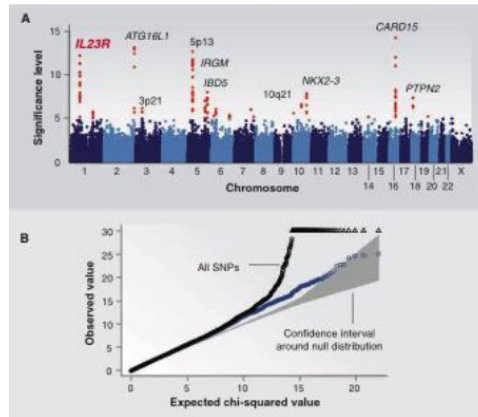 A
15
10
5
0
Significance level
IL23R
ATG16L1
3p21
5p13
IRGM
IBD5
10q21
NKX2-3
CARD15
PTPN2
1 2 3 4 5 6 7 8 9 10 11 12 13 15 17 19 21 X
14 16 18 20 22
Chromosome
B
30
25
20
15
10
5
0
Observed value
All SNPs
Confidence interval
around null distribution
0 5 10 15 20
Expected chi-squared value